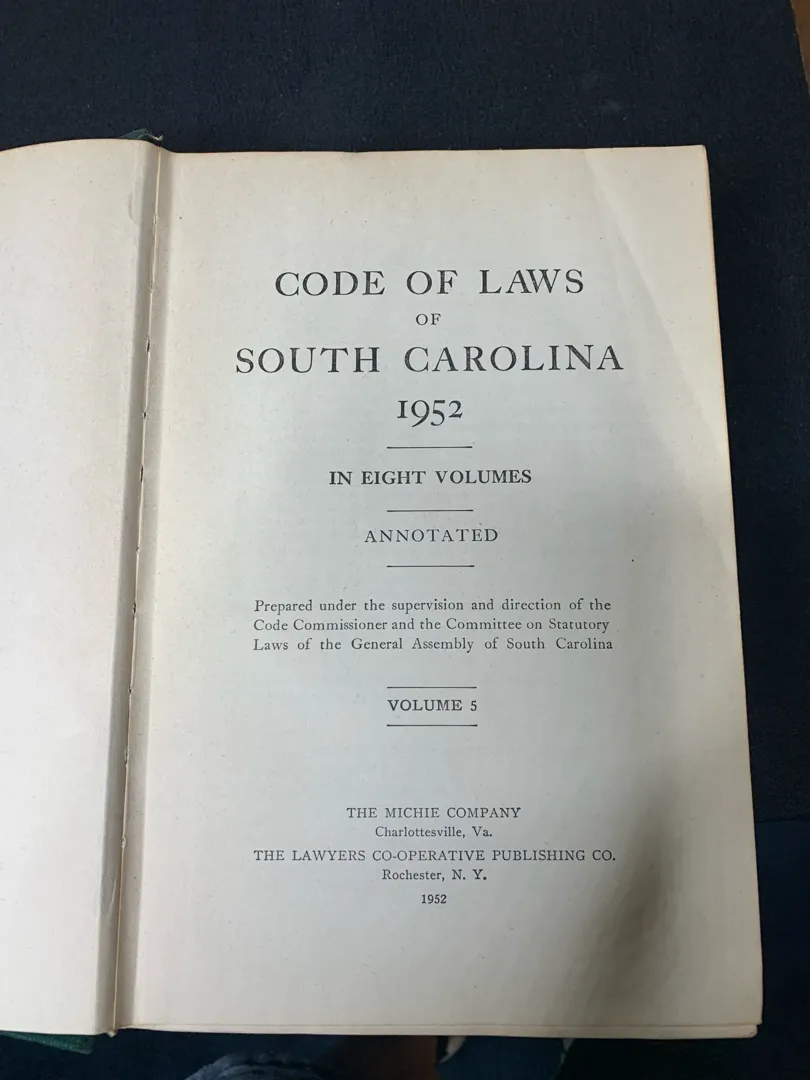 CODE OF LAWS
OF
SOUTH CAROLINA
1952
IN EIGHT VOLUMES
ANNOTATED
Prepared under the supervision and direction of the
Code Commissioner and the Committee on Statutory
Laws of the General Assembly of South Carolina
VOLUME 5
THE MICHIE COMPANY
Charlottesville, Va.
THE LAWYERS CO-OPERATIVE PUBLISHING CO.
Rochester, N. Y.
1952